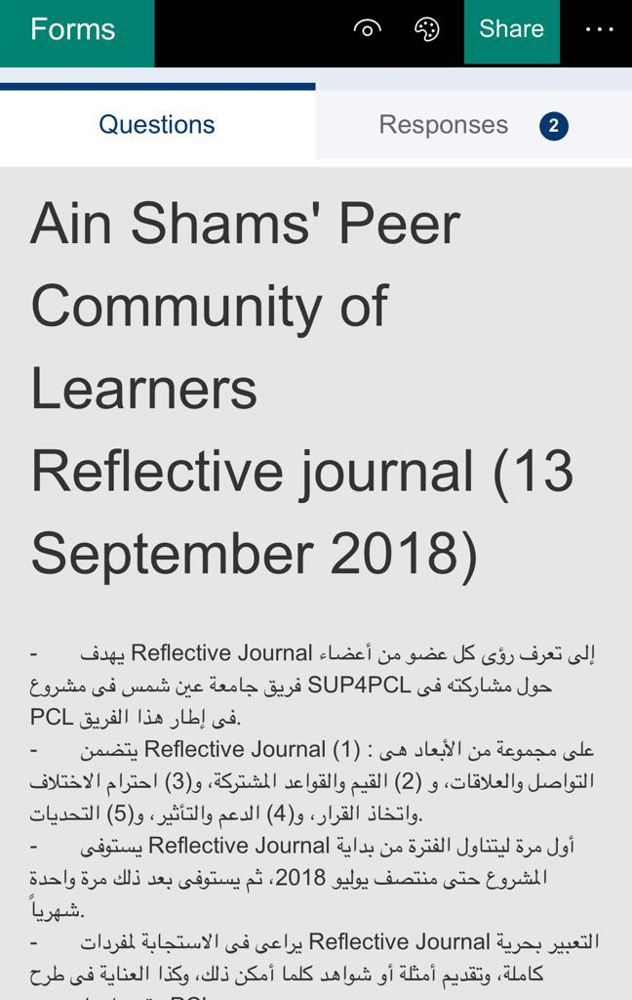 Forms
Share
Questions
Responses 2
Ain Shams' Peer
Community of
Learners
Reflective journal (13
September 2018)
- يهدف Reflective Journal إلى تعرف رؤى كل عضو من أعضاء
فريق جامعة عين شمس فى مشروع SUP4PCL حول مشاركته فى
PCL فى إطار هذا الفريق.
- يتضمن Reflective Journal على مجموعة من الأبعاد هى : (1)
التواصل والعلاقات، و (2) القيم والقواعد المشتركة، و(3) احترام الاختلاف
واتخاذ القرار، و(4) الدعم والتأثير، و(5) التحديات.
- يستوفى Reflective Journal أول مرة ليتناول الفترة من بداية
المشروع حتى منتصف يوليو 2018، ثم يستوفى بعد ذلك مرة واحدة
شهرياً.
- يراعى فى الاستجابة لمفردات Reflective Journal التعبير بحرية
كاملة، وتقديم أمثلة أو شواهد كلما أمكن ذلك، وكذا العناية فى طرح
PCL